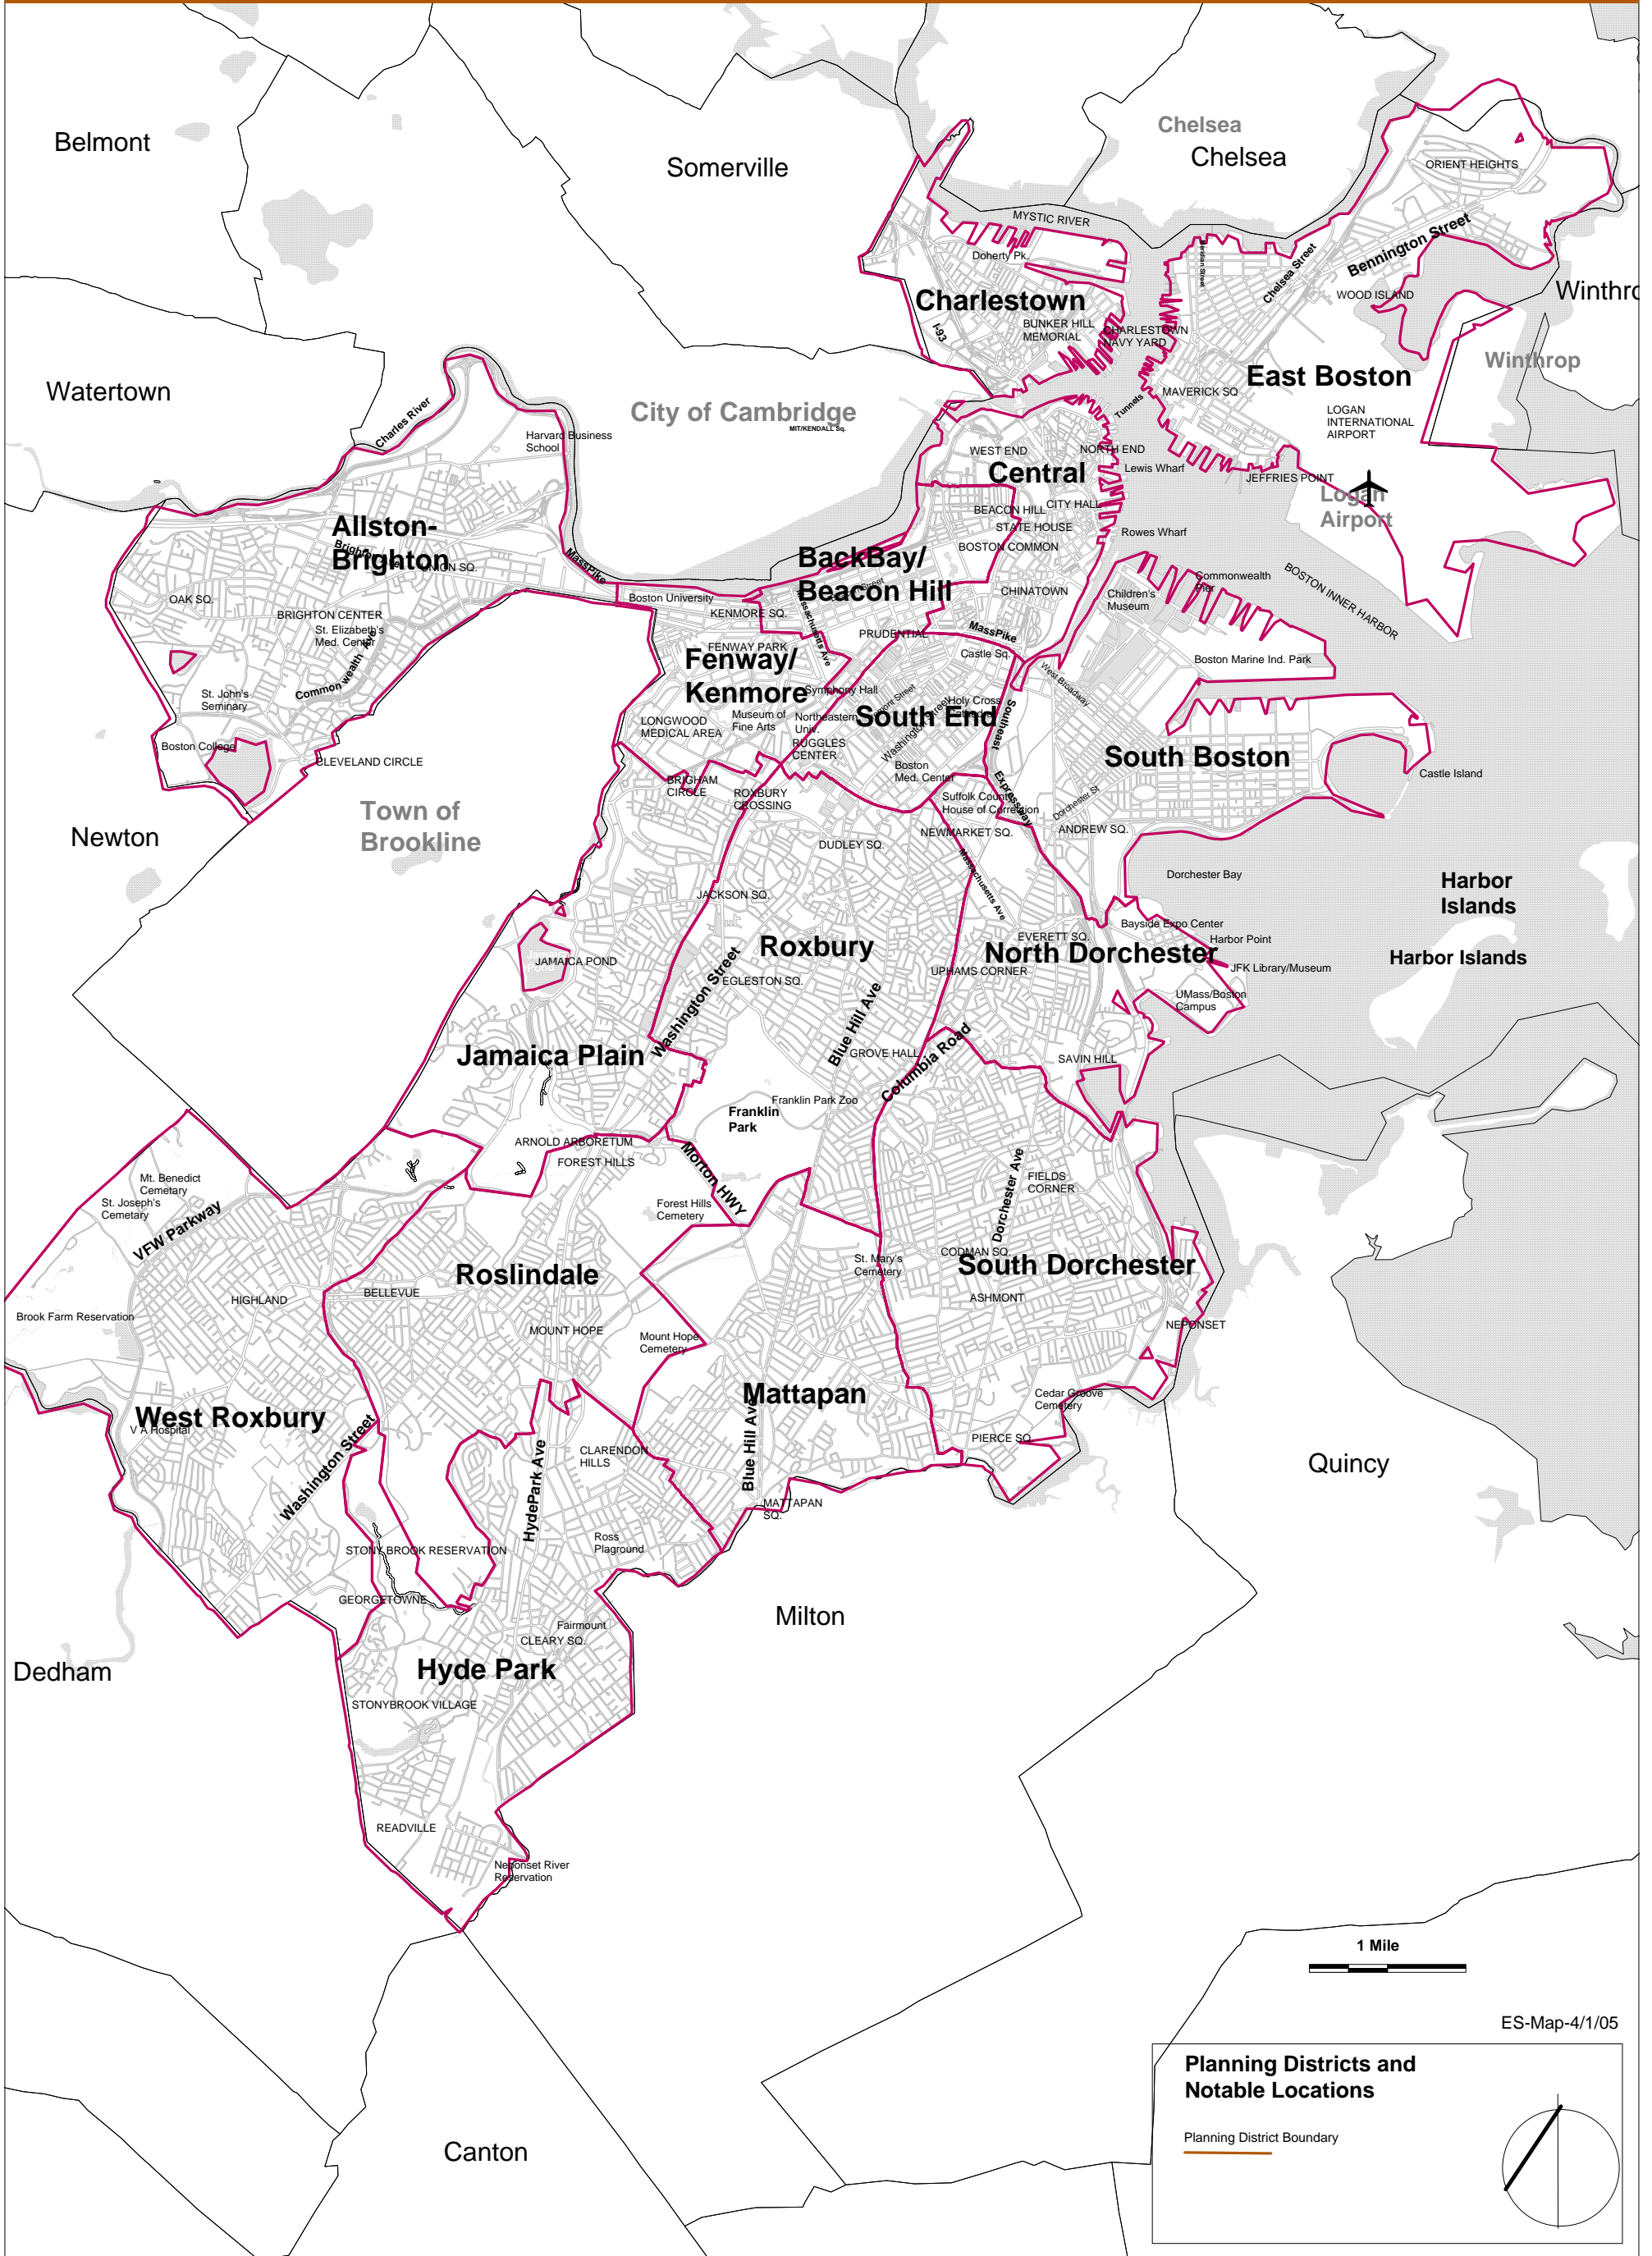 Belmont
Somerville
Chelsea
Chelsea
ORIENT HEIGHTS
MYSTIC RIVER
Doherty Pk.
Meridian Street
Chelsea Street
Bennington Street
WOOD ISLAND
Winthro
Charlestown
I-93
BUNKER HILL
MEMORIAL
CHARLESTOWN
NAVY YARD
Winthrop
East Boston
MAVERICK SQ
Tunnels
LOGAN
INTERNATIONAL
AIRPORT
Watertown
Charles River
Harvard Business
School
City of Cambridge
MIT/KENDALL Sq.
WEST END
NORTH END
Central
Lewis Wharf
JEFFRIES POINT
Logan
Airport
BEACON HILL
CITY HALL
STATE HOUSE
Rowes Wharf
BOSTON COMMON
Allston-
Brighton
UNION SQ.
MassPike
BackBay/
Beacon Hill
Street
CHINATOWN
Children's
Museum
Commonwealth
Pier
BOSTON INNER HARBOR
OAK SQ.
BRIGHTON CENTER
St. Elizabeth's
Med. Center
Common wealth Ave
Boston University
KENMORE SQ.
Massachusetts Ave
PRUDENTIAL
MassPike
Castle Sq.
West Broadway
Boston Marine Ind. Park
FENWAY PARK
Fenway/
Kenmore
Symphony Hall
St. John's
Seminary
LONGWOOD
MEDICAL AREA
Museum of
Fine Arts
Northeastern
Univ.
RUGGLES
CENTER
Washington Street
Holy Cross
South End
Southeast
Expressway
Boston
Med. Center
South Boston
Boston College
CLEVELAND CIRCLE
Castle Island
BRIGHAM
CIRCLE
ROXBURY
CROSSING
Suffolk County
House of Correction
Dorchester St
Town of
Brookline
Newton
NEWMARKET SQ.
ANDREW SQ.
DUDLEY SQ.
Massachusetts Ave
Dorchester Bay
Harbor
Islands
JACKSON SQ.
Bayside Expo Center
EVERETT SQ.
Harbor Point
Roxbury
North Dorchester
Harbor Islands
JAMAICA POND
JFK Library/Museum
UPHAMS CORNER
EGLESTON SQ.
UMass/Boston
Campus
Washington Street
Blue Hill Ave
Jamaica Plain
GROVE HALL
SAVIN HILL
Columbia Road
Franklin Park Zoo
Franklin
Park
ARNOLD ARBORETUM
FOREST HILLS
Morton HWY
Dorchester Ave
FIELDS
CORNER
Mt. Benedict
Cemetary
St. Joseph's
Cemetary
VFW Parkway
Forest Hills
Cemetery
St. Mary's
Cemetery
CODMAN SQ.
South Dorchester
Roslindale
HIGHLAND
BELLEVUE
ASHMONT
Brook Farm Reservation
NEPONSET
MOUNT HOPE
Mount Hope
Cemetery
Mattapan
Cedar Groove
Cemetery
West Roxbury
V A Hospital
Washington Street
Blue Hill Ave
PIERCE SQ
HydePark Ave
CLARENDON
HILLS
Quincy
MATTAPAN
SQ.
Ross
Plaground
STONY BROOK RESERVATION
GEORGETOWNE
Milton
Fairmount
CLEARY SQ.
Dedham
Hyde Park
STONYBROOK VILLAGE
READVILLE
Neponset River
Reservation
1 Mile
ES-Map-4/1/05
Planning Districts and
Notable Locations
Planning District Boundary
Canton